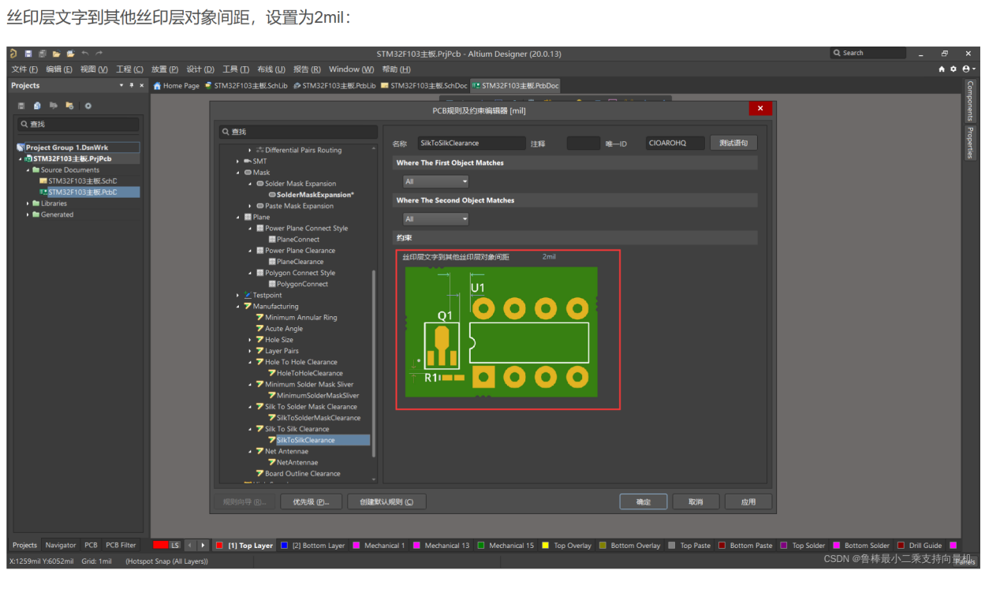 丝印层文字到其他丝印层对象间距，设置为2mil：
STM32F103主板.PrjPcb - Altium Designer (20.0.13)
Search
文件 (F) 编辑 (E) 视图 (V) 工程 (C) 放置 (P) 设计 (D) 工具 (T) 布线 (U) 报告 (R) Window (W) 帮助 (H)
Projects
Home Page STM32F103主板.SchLib STM32F103主板.PcbLib STM32F103主板.SchDoc STM32F103主板.PcbDoc
查找
Project Group 1.DsnWrk
STM32F103主板.PrjPcb
Source Documents
STM32F103主板.SchD
STM32F103主板.PcbD
Libraries
Generated
PCB规则及约束编辑器 [mil]
查找
Differential Pairs Routing
SMT
Mask
Solder Mask Expansion
SolderMaskExpansion*
Paste Mask Expansion
Plane
Power Plane Connect Style
PlaneConnect
Power Plane Clearance
PlaneClearance
Polygon Connect Style
PolygonConnect
Testpoint
Manufacturing
Minimum Annular Ring
Acute Angle
Hole Size
Layer Pairs
Hole To Hole Clearance
HoleToHoleClearance
Minimum Solder Mask Sliver
MinimumSolderMaskSliver
Silk To Solder Mask Clearance
SilkToSolderMaskClearance
Silk To Silk Clearance
SilkToSilkClearance
Net Antennae
NetAntennae
Board Outline Clearance
名称 SilkToSilkClearance 注释 唯一ID CIOAROHQ 测试语句
Where The First Object Matches
All
Where The Second Object Matches
All
约束
丝印层文字到其他丝印层对象间距 2mil
U1
Q1
R1
规则向导 (R)... 优先级 (P)... 创建默认规则 (C) 确定 取消 应用
Components
Properties
Projects Navigator PCB PCB Filter
LS [1] Top Layer [2] Bottom Layer Mechanical 1 Mechanical 13 Mechanical 15 Top Overlay Bottom Overlay Top Paste Bottom Paste Top Solder Bottom Solder Drill Guide
X:1259mil Y:6052mil Grid: 1mil (Hotspot Snap (All Layers))
Panels
CSDN @鲁棒最小二乘支持向量机